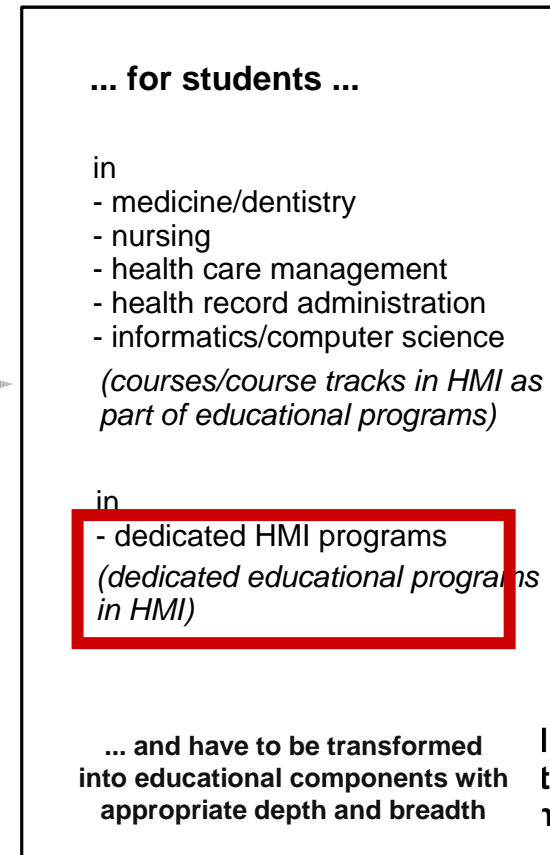 ... for students ...
in
- medicine/dentistry
- nursing
- health care management
- health record administration
- informatics/computer science
(courses/course tracks in HMI as
part of educational programs)
in
- dedicated HMI programs
(dedicated educational programs
in HMI)
... and have to be transformed
into educational components with
appropriate depth and breadth